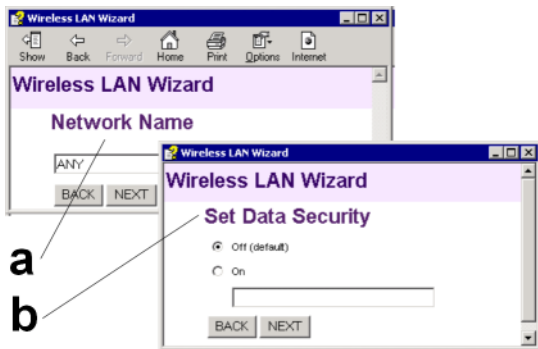 Wireless LAN Wizard
Show Back Forward Home Print Options Internet
Wireless LAN Wizard
Network Name
ANY
BACK NEXT
a
Wireless LAN Wizard
Wireless LAN Wizard
Set Data Security
Off (default)
On
BACK NEXT
b